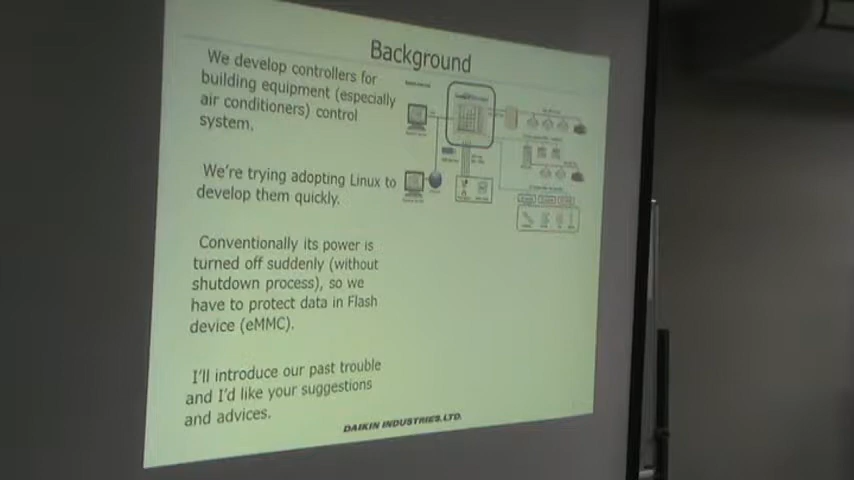 Background
We develop controllers for
building equipment (especially
air conditioners) control
system.
We're trying adopting Linux to
develop them quickly.
Conventionally its power is
turned off suddenly (without
shutdown process), so we
have to protect data in Flash
device (eMMC).
I'll introduce our past trouble
and I'd like your suggestions
and advices.
DAIKIN INDUSTRIES,LTD.